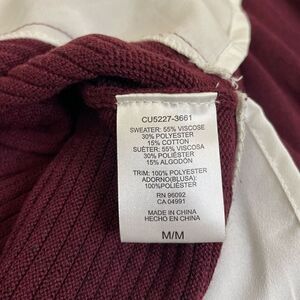 CU5227-3661
SWEATER: 55% VISCOSE
30% POLYESTER
15% COTTON
SUÉTER: 55% VISCOSA
30% POLIÉSTER
15% ALGODÓN
TRIM: 100% POLYESTER
ADORNO(BLUSA):
100%POLIÉSTER
RN 96092
CA 04991
MADE IN CHINA
HECHO EN CHINA
M/M